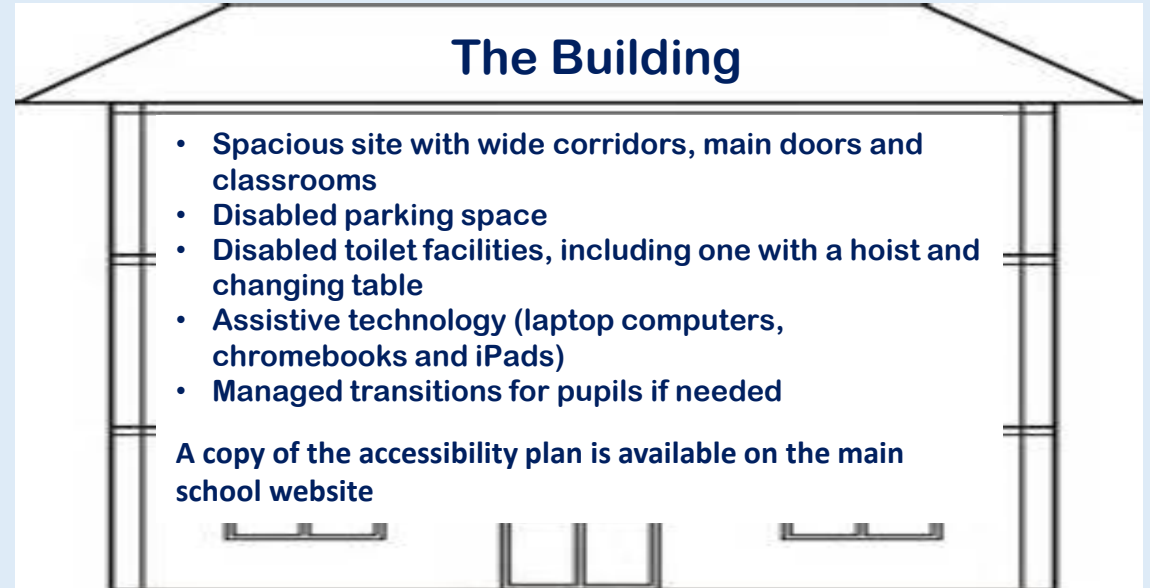 The Building
• Spacious site with wide corridors, main doors and
classrooms
• Disabled parking space
• Disabled toilet facilities, including one with a hoist and
changing table
• Assistive technology (laptop computers,
chromebooks and iPads)
• Managed transitions for pupils if needed
A copy of the accessibility plan is available on the main
school website